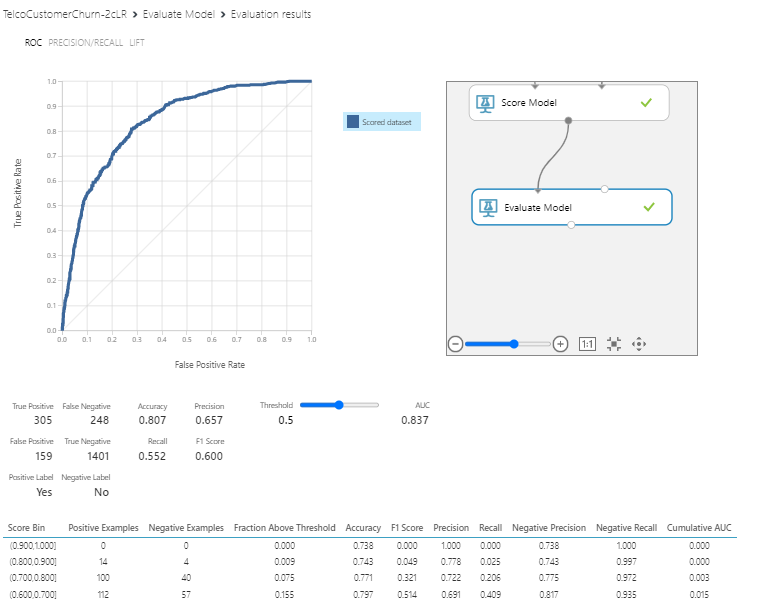 TelcoCustomerChurn-2cLR > Evaluate Model > Evaluation results
ROC PRECISION/RECALL LIFT
1.0
0.9
0.8
0.7
0.6
0.5
0.4
0.3
0.2
0.1
0.0
True Positive Rate
0.0 0.1 0.2 0.3 0.4 0.5 0.6 0.7 0.8 0.9 1.0
False Positive Rate
Scored dataset
Score Model
Evaluate Model
1:1
True Positive False Negative Accuracy Precision Threshold AUC
305 248 0.807 0.657 0.5 0.837
False Positive True Negative Recall F1 Score
159 1401 0.552 0.600
Positive Label Negative Label
Yes No
Score Bin Positive Examples Negative Examples Fraction Above Threshold Accuracy F1 Score Precision Recall Negative Precision Negative Recall Cumulative AUC
(0.900,1.000] 0 0 0.000 0.738 0.000 1.000 0.000 0.738 1.000 0.000
(0.800,0.900] 14 4 0.009 0.743 0.049 0.778 0.025 0.743 0.997 0.000
(0.700,0.800] 100 40 0.075 0.771 0.321 0.722 0.206 0.775 0.972 0.003
(0.600,0.700] 112 57 0.155 0.797 0.514 0.691 0.409 0.817 0.935 0.015